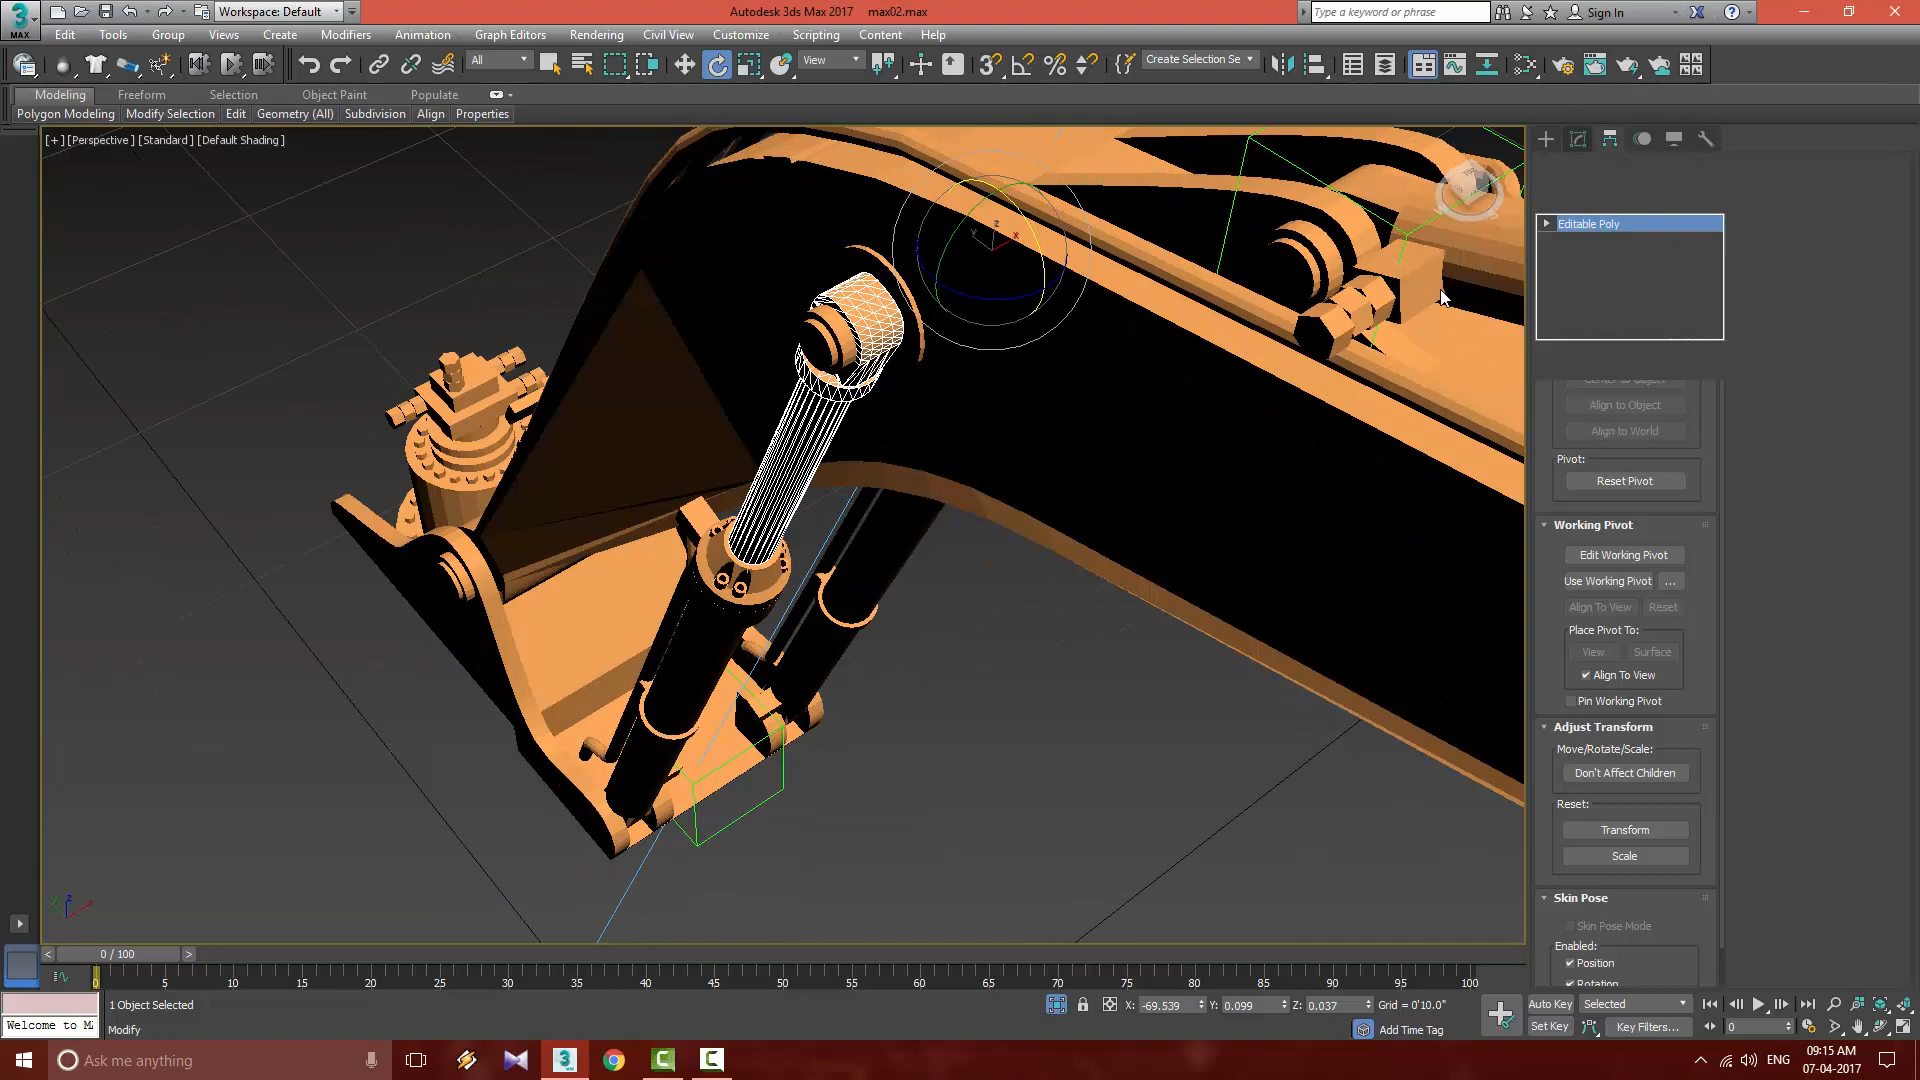 Workspace: Default
Autodesk 3ds Max 2017 max02.max
Type a keyword or phrase
Sign In
MAX
Edit Tools Group Views Create Modifiers Animation Graph Editors Rendering Civil View Customize Scripting Content Help
All
View
Create Selection Se
Modeling Freeform Selection Object Paint Populate
Polygon Modeling Modify Selection Edit Geometry (All) Subdivision Align Properties
[+] [Perspective ] [Standard ] [Default Shading ]
Editable Poly
Center to Object
Align to Object
Align to World
Pivot:
Reset Pivot
Working Pivot
Edit Working Pivot
Use Working Pivot ...
Align To View Reset
Place Pivot To:
View Surface
Align To View
Pin Working Pivot
Adjust Transform
Move/Rotate/Scale:
Don't Affect Children
Reset:
Transform
Scale
Skin Pose
Skin Pose Mode
Enabled:
Position
Rotation
< 0 / 100 >
0 5 10 15 20 25 30 35 40 45 50 55 60 65 70 75 80 85 90 95 100
1 Object Selected
X: -69.539 Y: 0.099 Z: 0.037 Grid = 0'10.0"
Auto Key Selected
Welcome to M
Modify
Add Time Tag
Set Key Key Filters... 0
Ask me anything
ENG
09:15 AM
07-04-2017